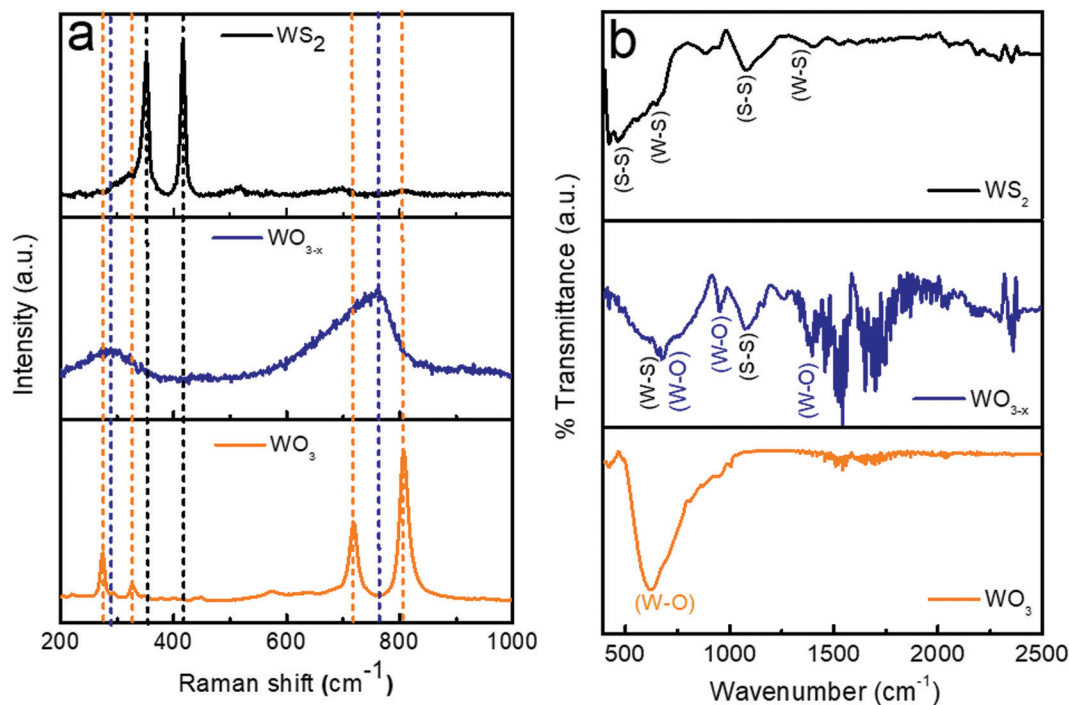 a
WS2
WO3-x
WO3
Intensity (a.u.)
200 400 600 800 1000
Raman shift (cm-1)
b
(S-S)
(W-S)
(S-S)
(W-S)
WS2
(W-S)
(W-O)
(W-O)
(S-S)
(W-O)
WO3-x
(W-O)
WO3
% Transmittance (a.u.)
500 1000 1500 2000 2500
Wavenumber (cm-1)